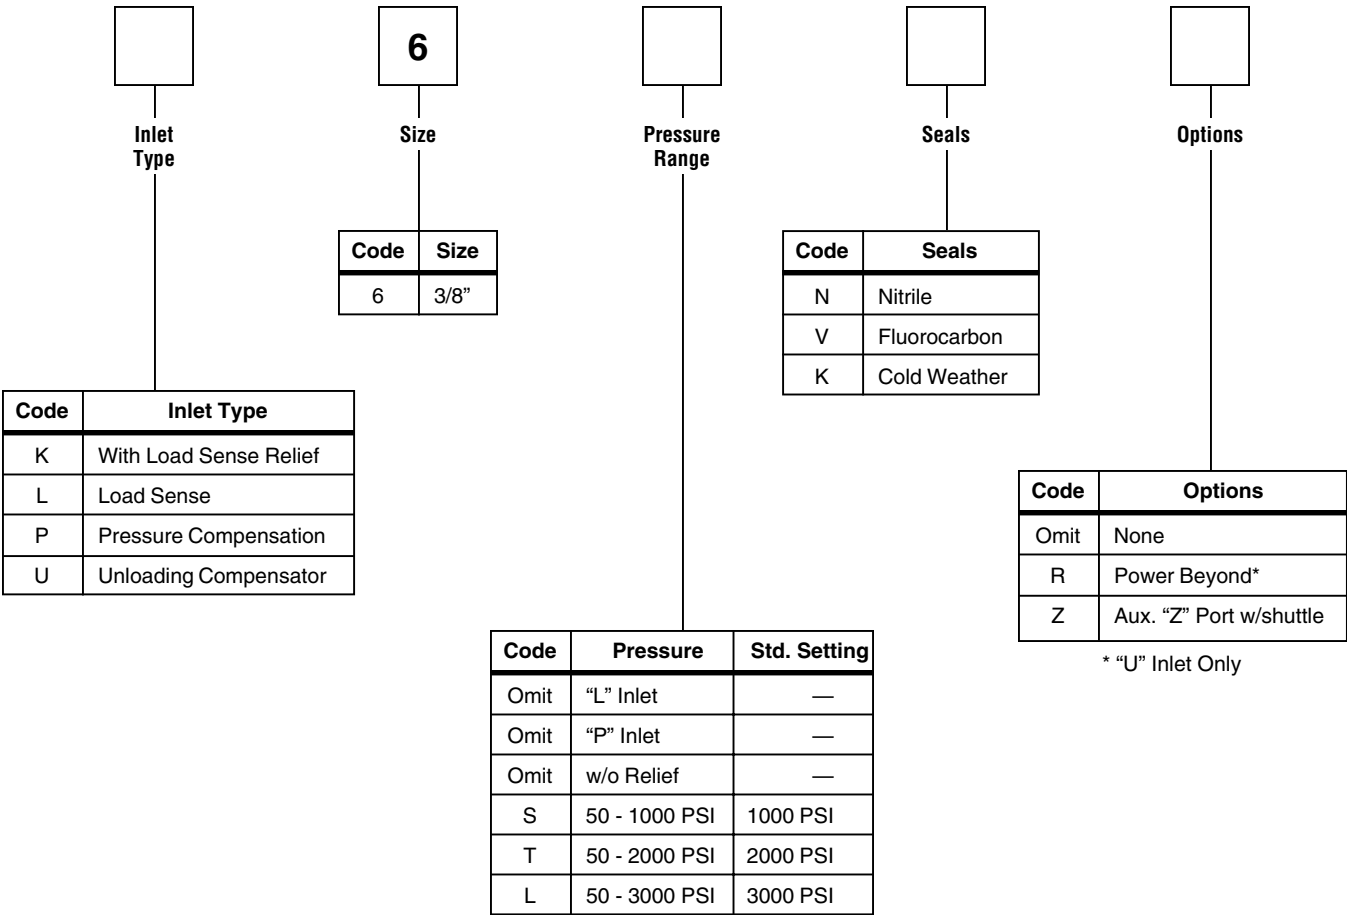 6
Inlet
Type
Size
Pressure
Range
Seals
Options
Code Size
6 3/8”
Code Seals
N Nitrile
V Fluorocarbon
K Cold Weather
Code Inlet Type
K With Load Sense Relief
L Load Sense
P Pressure Compensation
U Unloading Compensator
Code Options
Omit None
R Power Beyond*
Z Aux. “Z” Port w/shuttle
* “U” Inlet Only
Code Pressure Std. Setting
Omit “L” Inlet —
Omit “P” Inlet —
Omit w/o Relief —
S 50 - 1000 PSI 1000 PSI
T 50 - 2000 PSI 2000 PSI
L 50 - 3000 PSI 3000 PSI